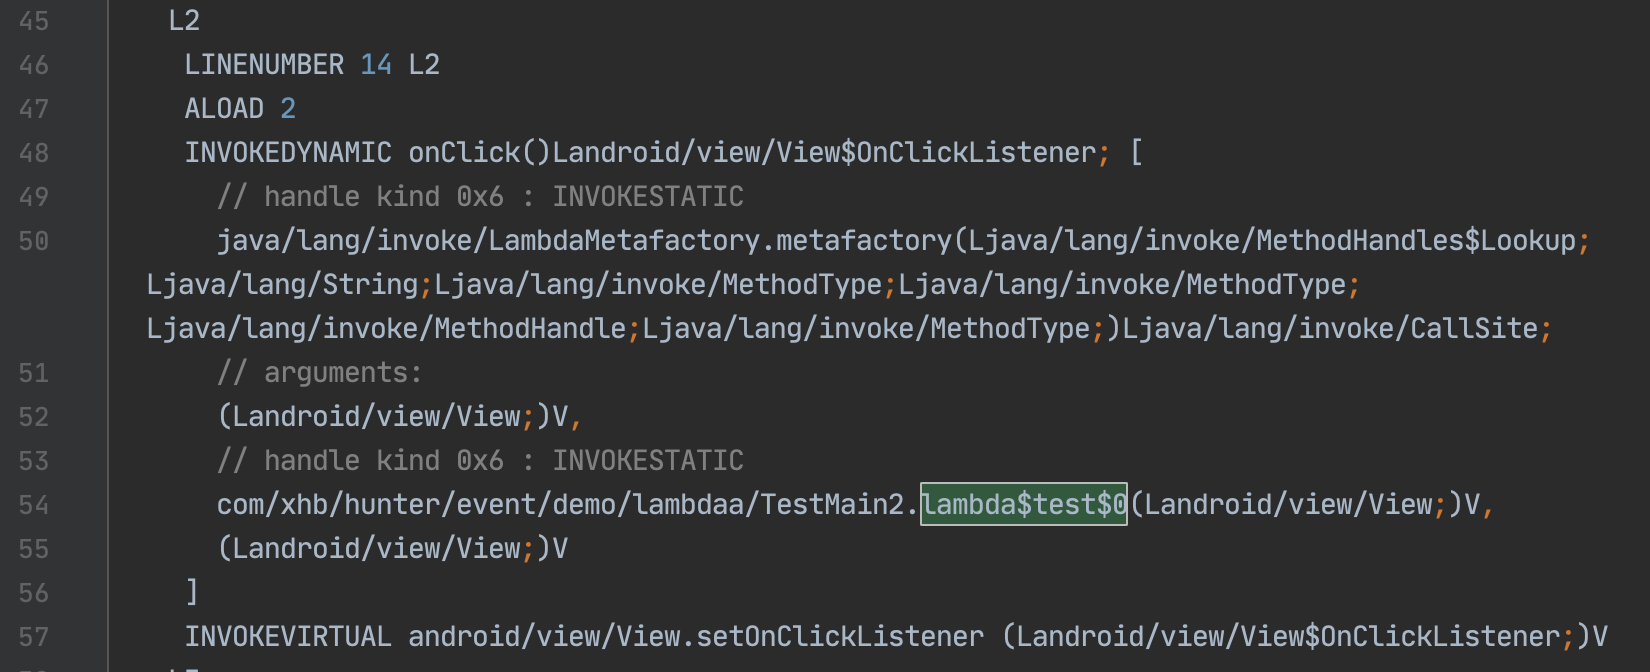 45 L2
46 LINENUMBER 14 L2
47 ALOAD 2
48 INVOKEDYNAMIC onClick()Landroid/view/View$OnClickListener; [
49 // handle kind 0x6 : INVOKESTATIC
50 java/lang/invoke/LambdaMetafactory.metafactory(Ljava/lang/invoke/MethodHandles$Lookup;
Ljava/lang/String;Ljava/lang/invoke/MethodType;Ljava/lang/invoke/MethodType;
Ljava/lang/invoke/MethodHandle;Ljava/lang/invoke/MethodType;)Ljava/lang/invoke/CallSite;
51 // arguments:
52 (Landroid/view/View;)V,
53 // handle kind 0x6 : INVOKESTATIC
54 com/xhb/hunter/event/demo/lambdaa/TestMain2.lambda$test$0(Landroid/view/View;)V,
55 (Landroid/view/View;)V
56 ]
57 INVOKEVIRTUAL android/view/View.setOnClickListener (Landroid/view/View$OnClickListener;)V